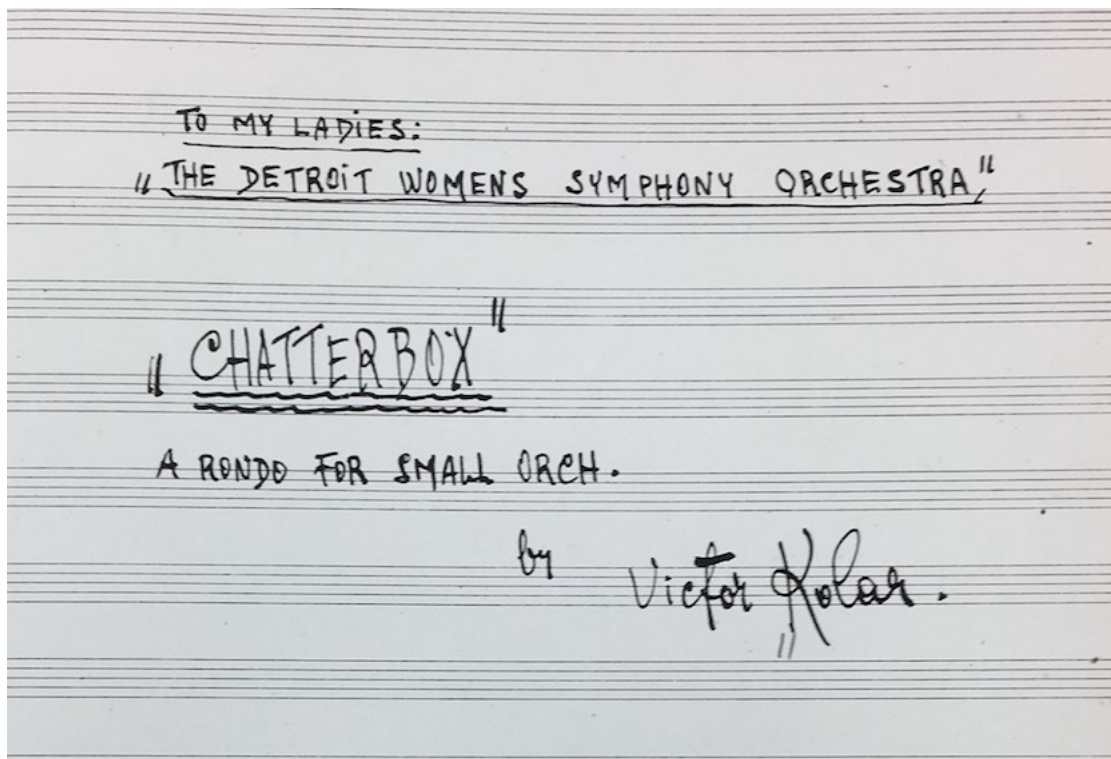 TO MY LADIES:
"THE DETROIT WOMENS SYMPHONY ORCHESTRA"
"CHATTERBOX"
A RONDO FOR SMALL ORCH.
by Victor Kolar.